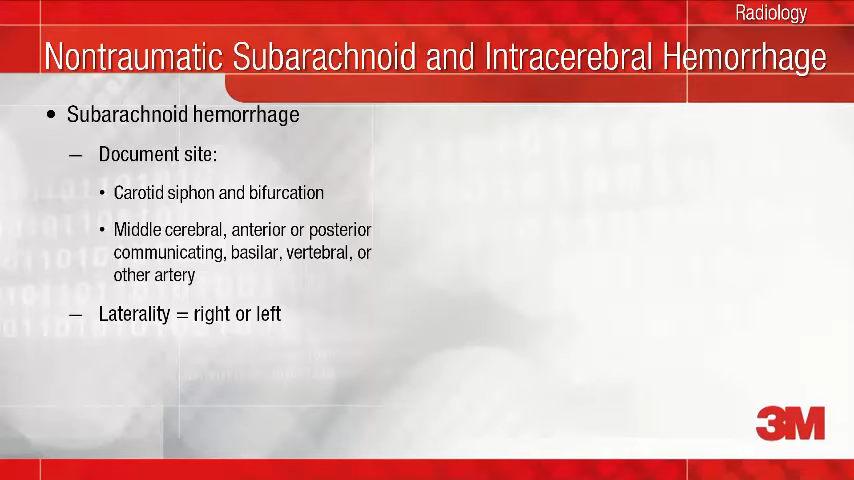 Radiology
Nontraumatic Subarachnoid and Intracerebral Hemorrhage
• Subarachnoid hemorrhage
– Document site:
• Carotid siphon and bifurcation
• Middle cerebral, anterior or posterior
communicating, basilar, vertebral, or
other artery
– Laterality = right or left
3M